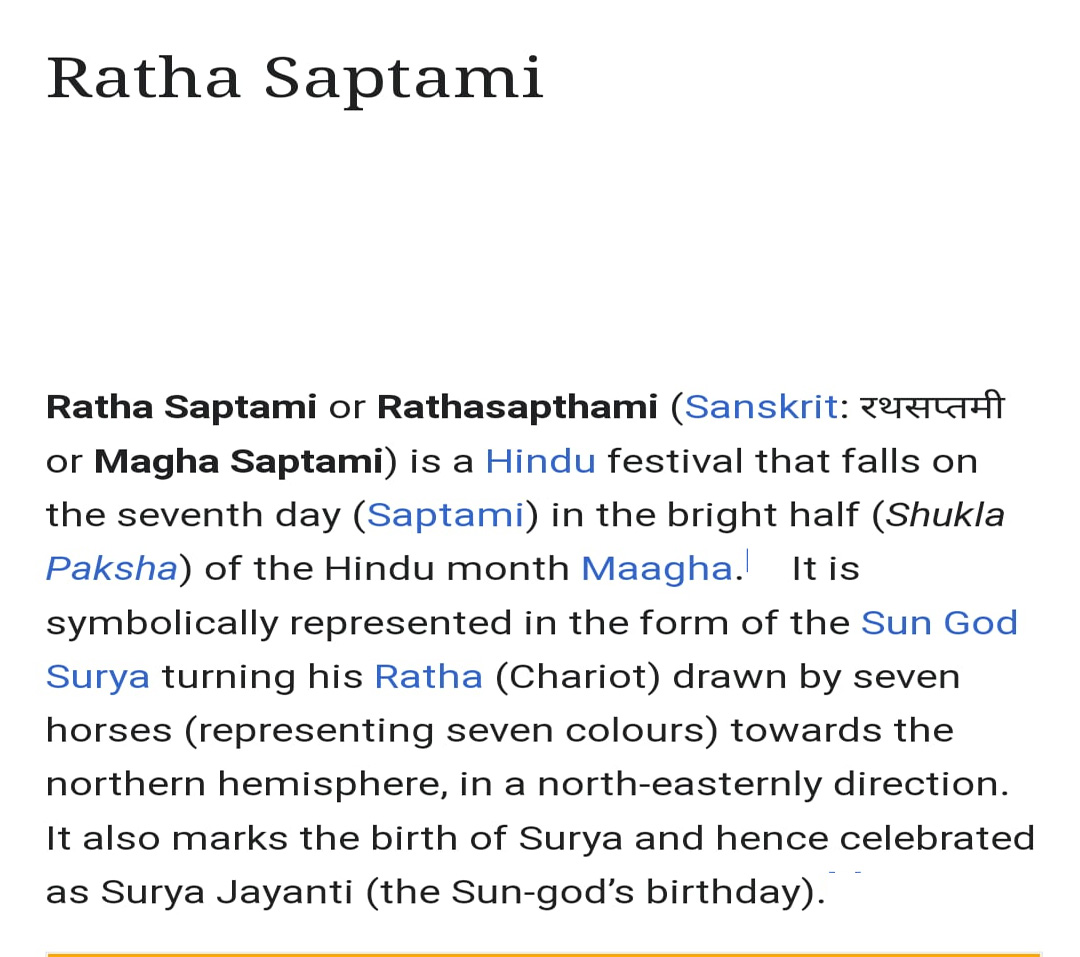 Ratha Saptami
Ratha Saptami or Rathasapthami (Sanskrit: रथसप्तमी
or Magha Saptami) is a Hindu festival that falls on
the seventh day (Saptami) in the bright half (Shukla
Paksha) of the Hindu month Maagha. It is
symbolically represented in the form of the Sun God
Surya turning his Ratha (Chariot) drawn by seven
horses (representing seven colours) towards the
northern hemisphere, in a north-easternly direction.
It also marks the birth of Surya and hence celebrated
as Surya Jayanti (the Sun-god’s birthday).